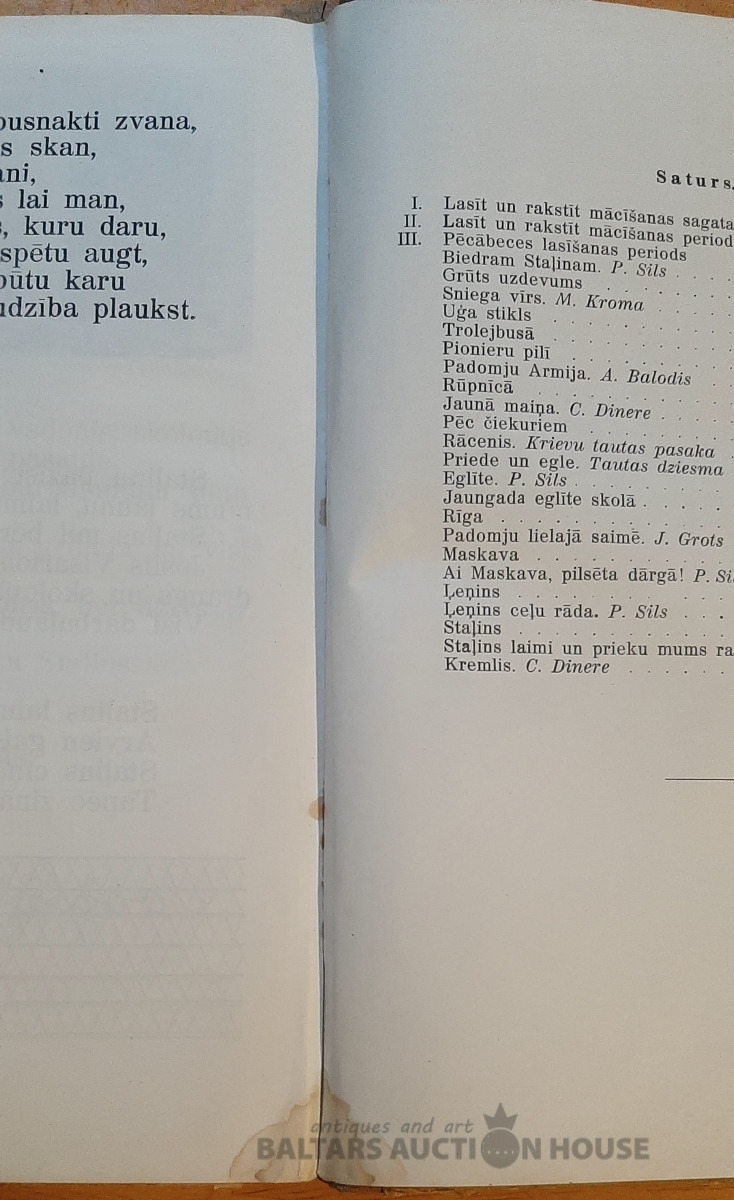 pusnakti zvana,
s skan,
ani,
s lai man,
s, kuru daru,
spētu augt,
būtu karu
udzība plaukst.
Saturs.
I. Lasīt un rakstīt mācīšanas sagata
II. Lasīt un rakstīt mācīšanas period
III. Pēcābeces lasīšanas periods
Biedram Staļinam. P. Sils
Grūts uzdevums
Sniega vīrs. M. Kroma
Uģa stikls
Trolejbusā
Pionieru pilī
Padomju Armija. A. Balodis
Rūpnīcā
Jaunā maiņa. C. Dinere
Pēc čiekuriem
Rācenis. Krievu tautas pasaka
Priede un egle. Tautas dziesma
Eglīte. P. Sils
Jaungada eglīte skolā
Rīga
Padomju lielajā saimē. J. Grots
Maskava
Ai Maskava, pilsēta dārgā! P. Si
Ļeņins
Ļeņins ceļu rāda. P. Sils
Staļins
Staļins laimi un prieku mums ra
Kremlis. C. Dinere
antiques and art
BALTARS AUCTION HOUSE